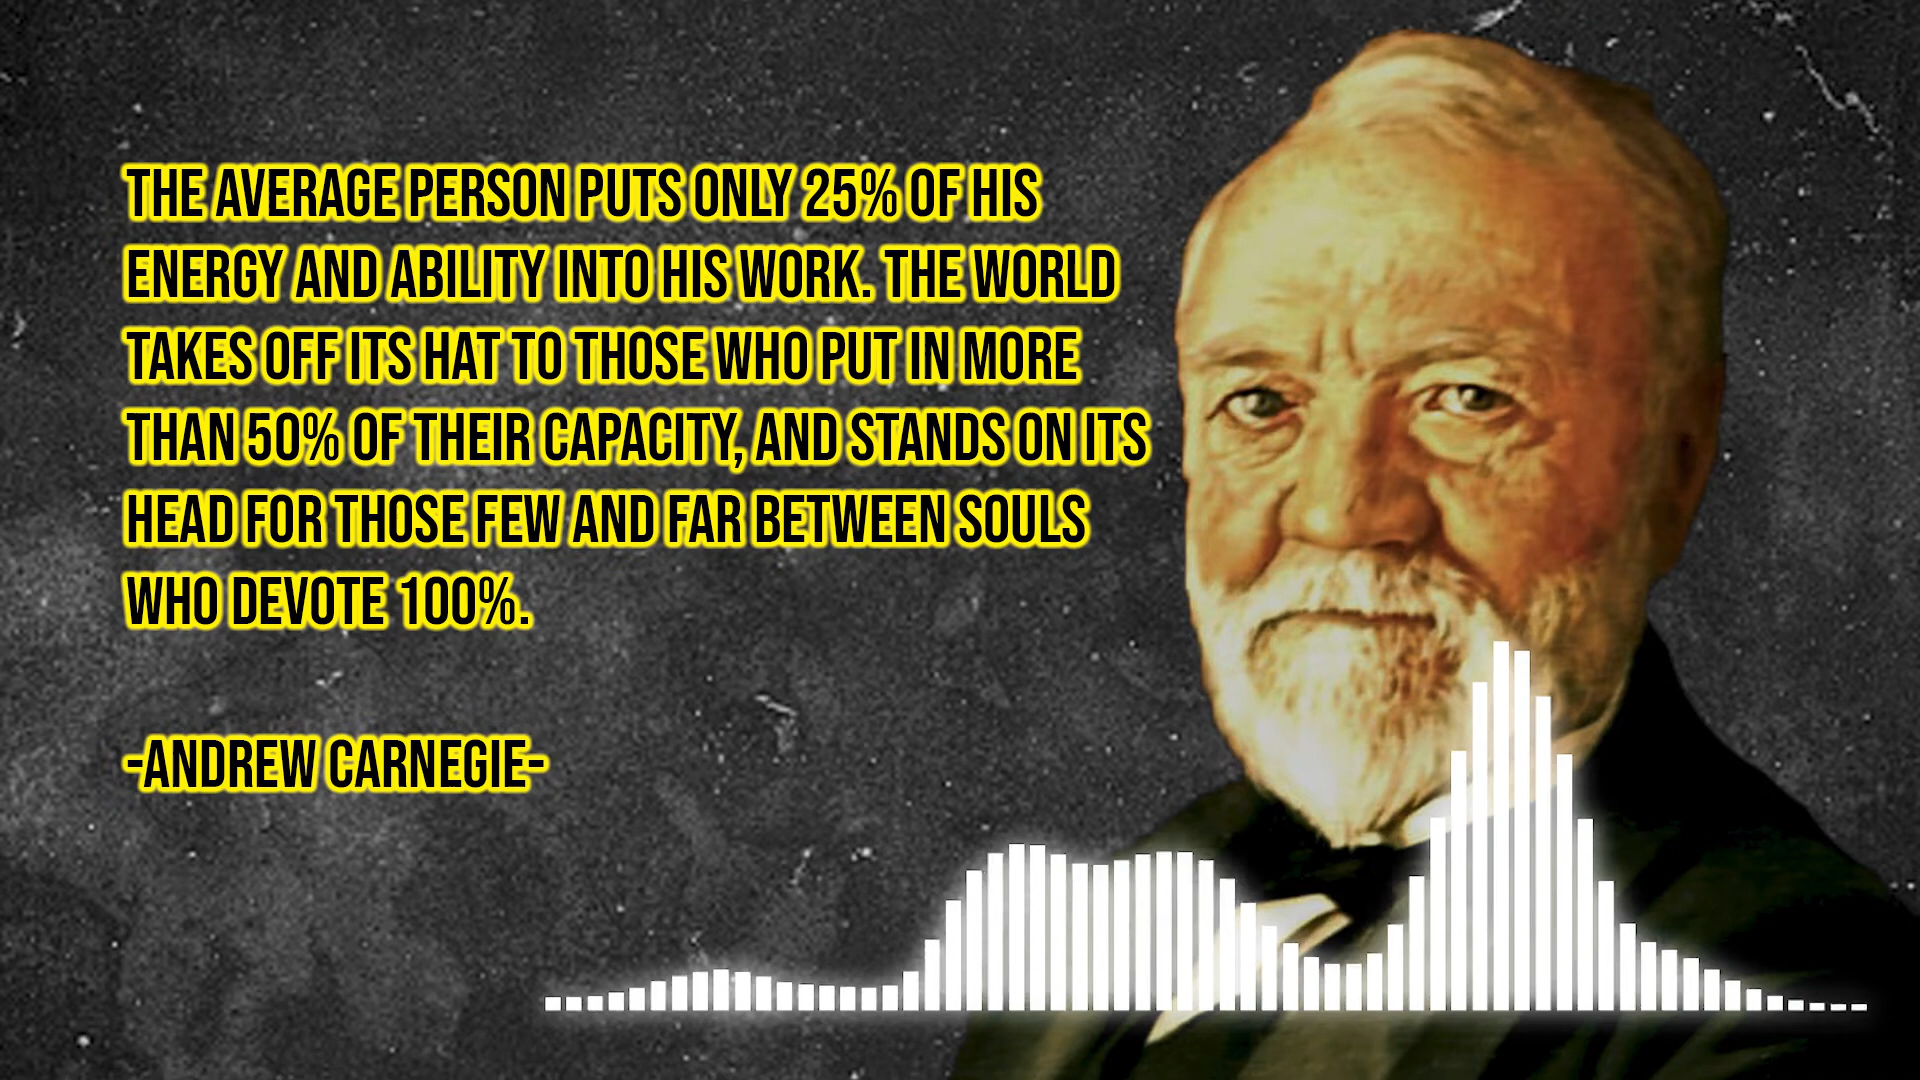 THE AVERAGE PERSON PUTS ONLY 25% OF HIS
ENERGY AND ABILITY INTO HIS WORK. THE WORLD
TAKES OFF ITS HAT TO THOSE WHO PUT IN MORE
THAN 50% OF THEIR CAPACITY, AND STANDS ON ITS
HEAD FOR THOSE FEW AND FAR BETWEEN SOULS
WHO DEVOTE 100%.
-ANDREW CARNEGIE-